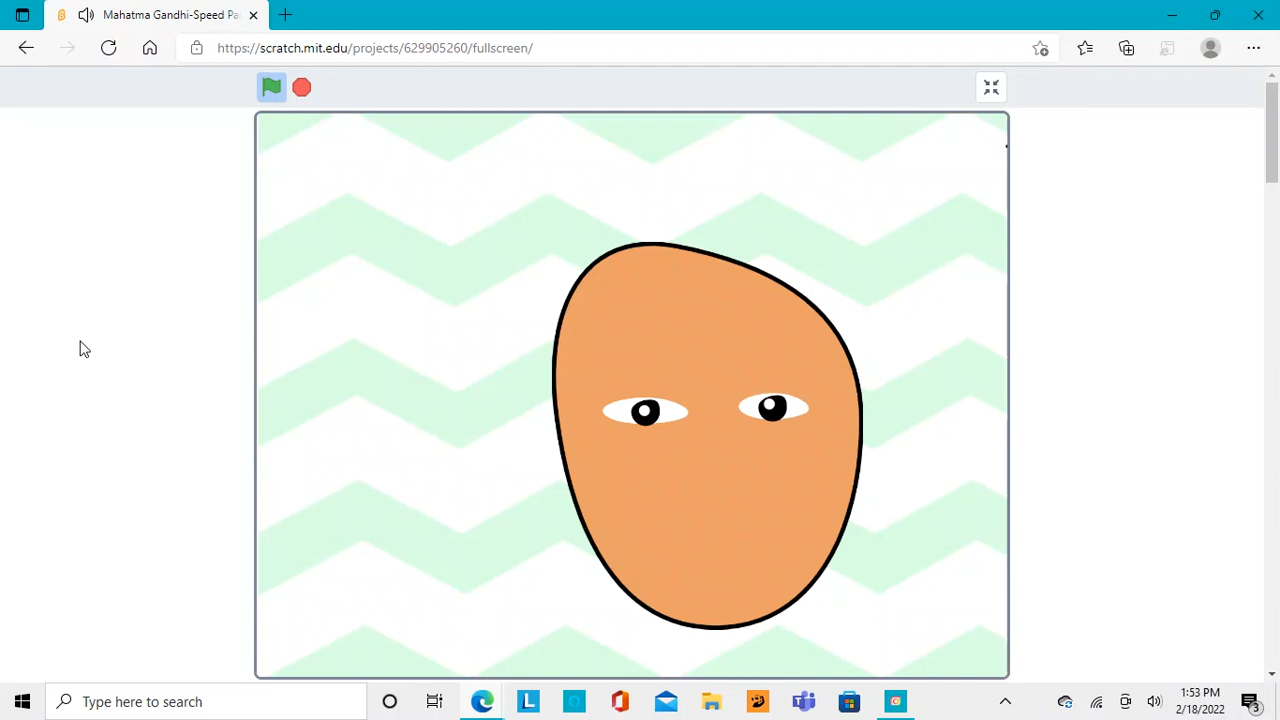 Mahatma Gandhi-Speed Pa
https://scratch.mit.edu/projects/629905260/fullscreen/
Type here to search
L
1:53 PM
2/18/2022
3